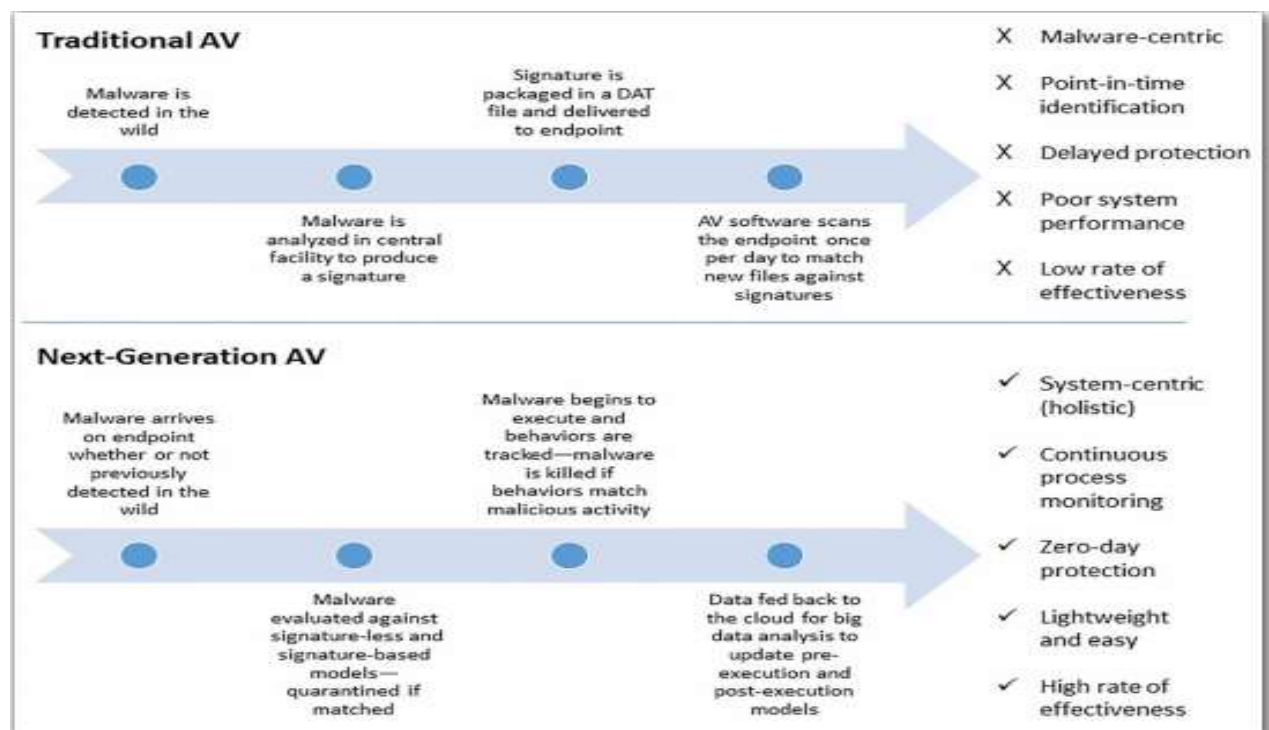 Traditional AV
Malware is
detected in the
wild
Malware is
analyzed in central
facility to produce
a signature
Signature is
packaged in a DAT
file and delivered
to endpoint
AV software scans
the endpoint once
per day to match
new files against
signatures
X Malware-centric
X Point-in-time
identification
X Delayed protection
X Poor system
performance
X Low rate of
effectiveness
Next-Generation AV
Malware arrives
on endpoint
whether or not
previously
detected in the
wild
Malware
evaluated against
signature-less and
signature-based
models—
quarantined if
matched
Malware begins to
execute and
behaviors are
tracked—malware
is killed if
behaviors match
malicious activity
Data fed back to
the cloud for big
data analysis to
update pre-
execution and
post-execution
models
✓ System-centric
(holistic)
✓ Continuous
process
monitoring
✓ Zero-day
protection
✓ Lightweight
and easy
✓ High rate of
effectiveness